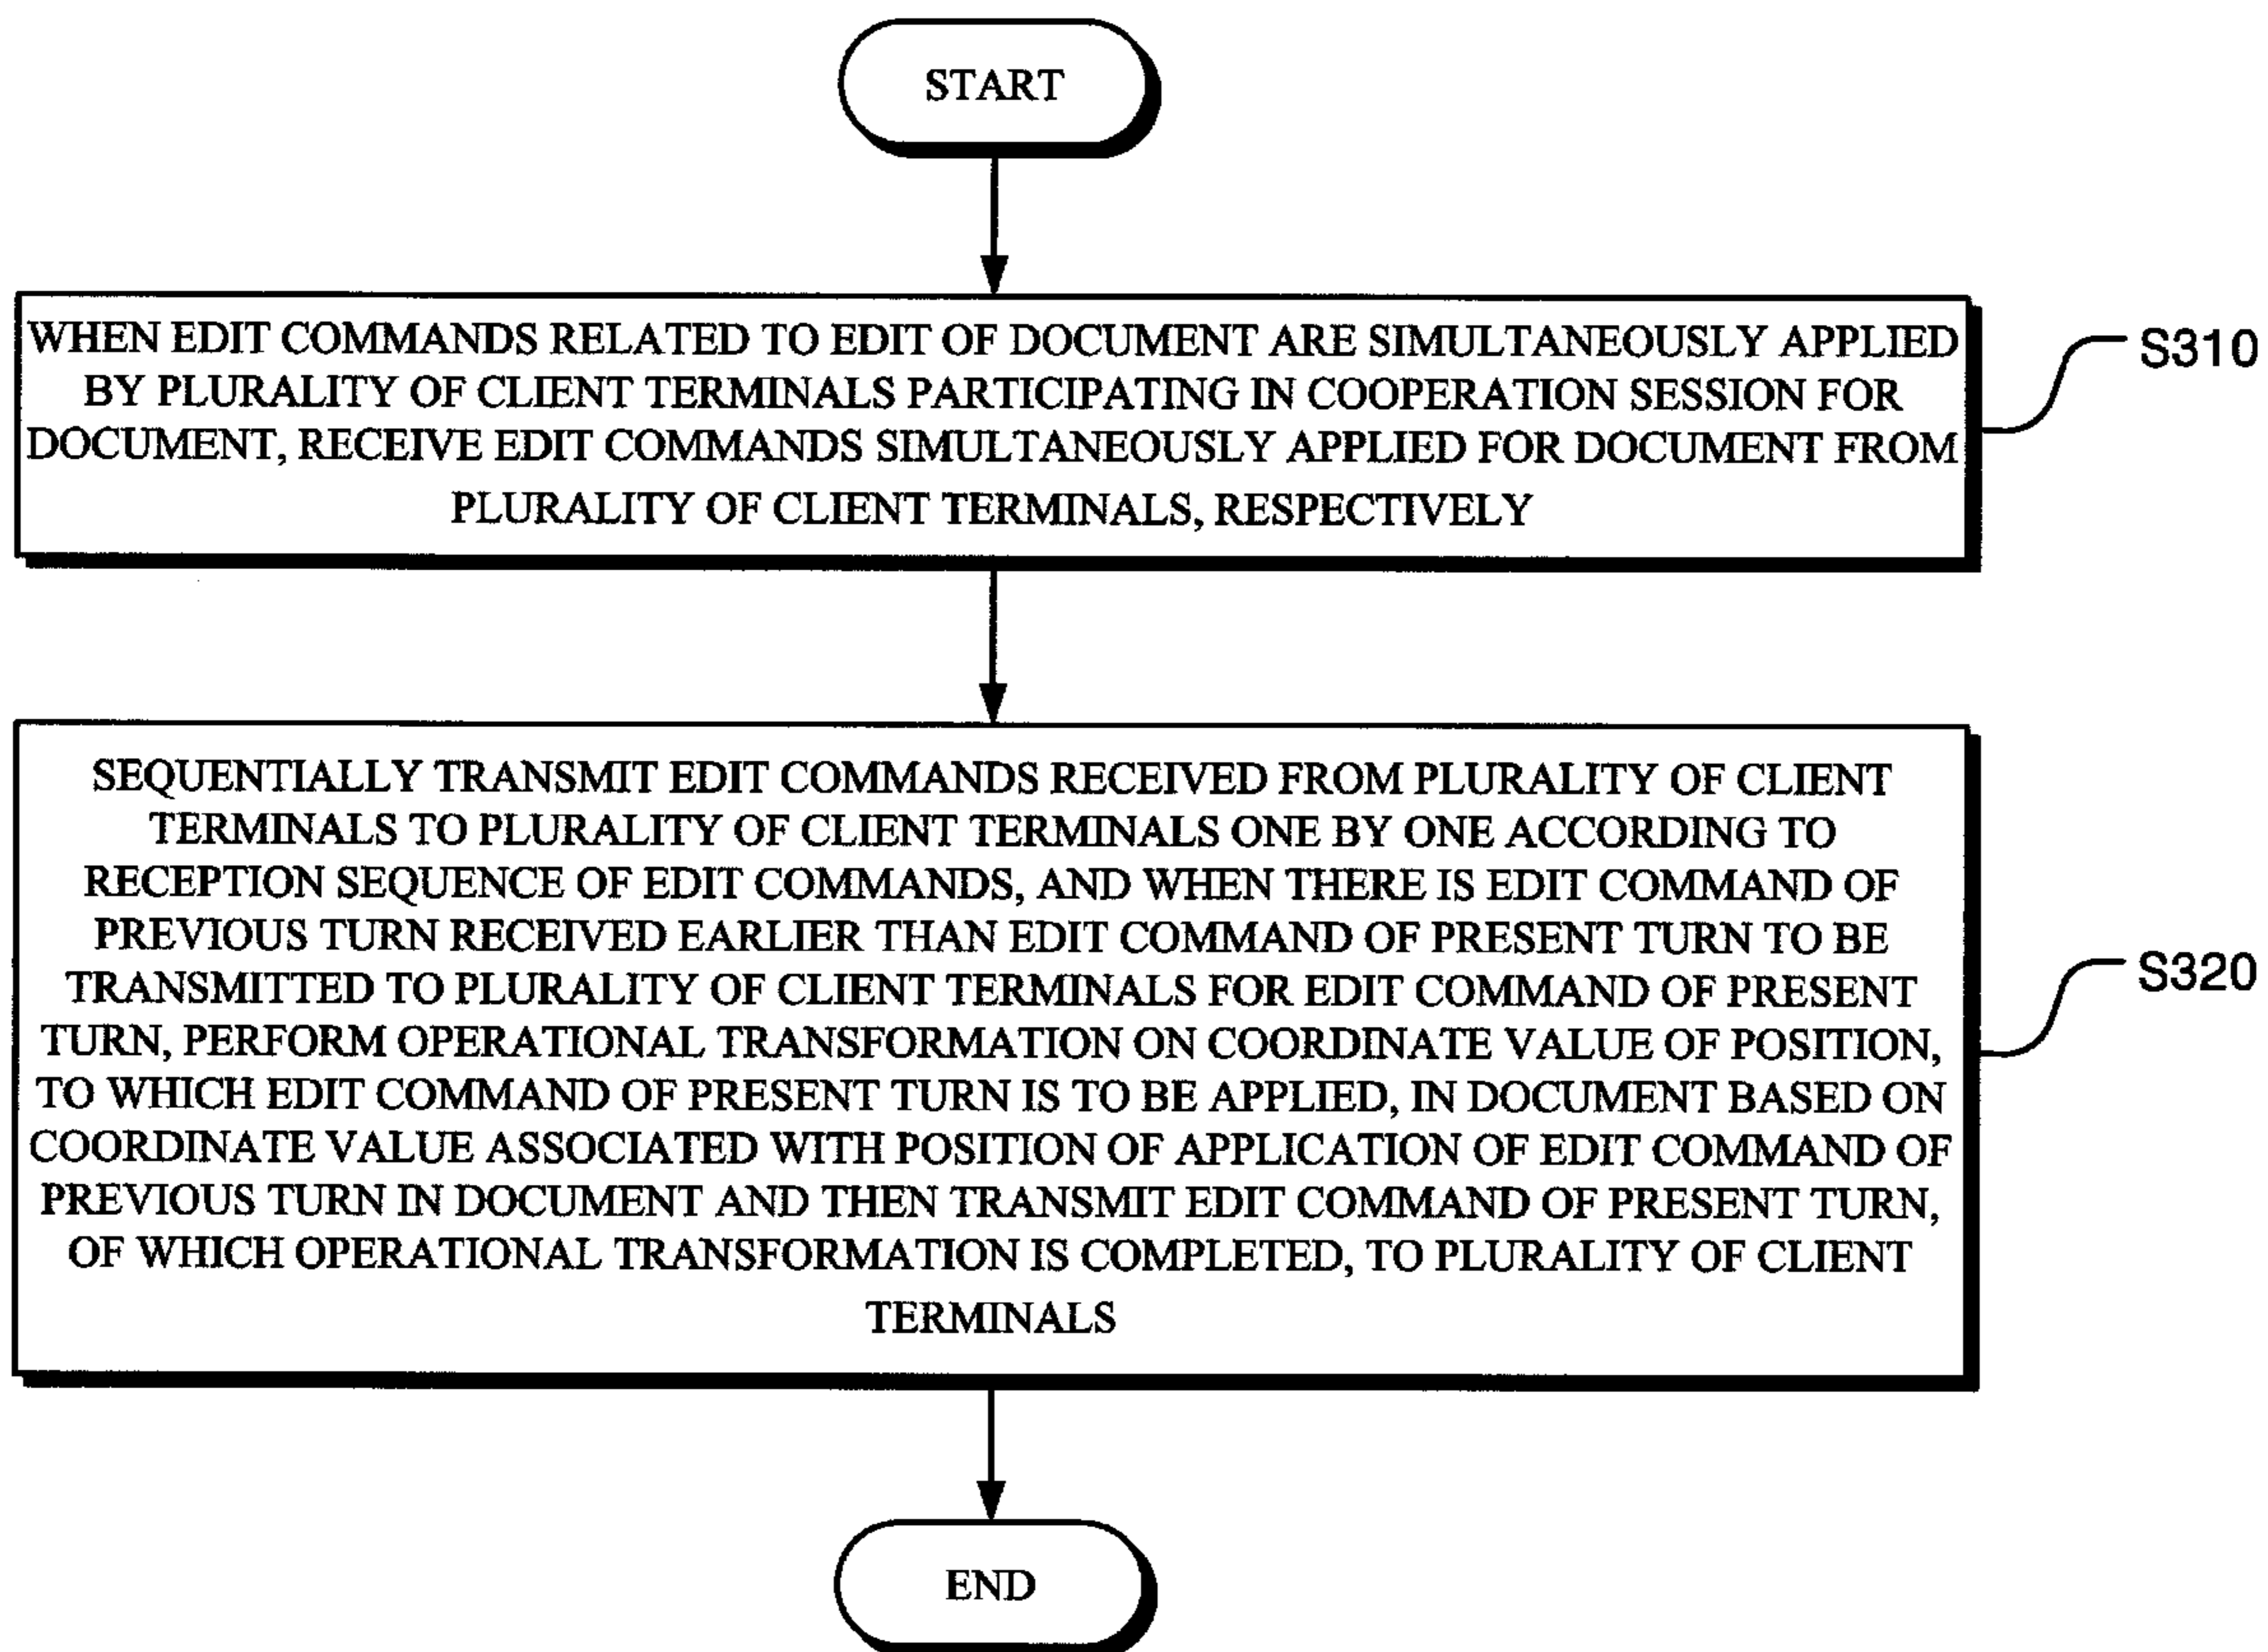 START
WHEN EDIT COMMANDS RELATED TO EDIT OF DOCUMENT ARE SIMULTANEOUSLY APPLIED
BY PLURALITY OF CLIENT TERMINALS PARTICIPATING IN COOPERATION SESSION FOR
DOCUMENT, RECEIVE EDIT COMMANDS SIMULTANEOUSLY APPLIED FOR DOCUMENT FROM
PLURALITY OF CLIENT TERMINALS, RESPECTIVELY
S310
SEQUENTIALLY TRANSMIT EDIT COMMANDS RECEIVED FROM PLURALITY OF CLIENT
TERMINALS TO PLURALITY OF CLIENT TERMINALS ONE BY ONE ACCORDING TO
RECEPTION SEQUENCE OF EDIT COMMANDS, AND WHEN THERE IS EDIT COMMAND OF
PREVIOUS TURN RECEIVED EARLIER THAN EDIT COMMAND OF PRESENT TURN TO BE
TRANSMITTED TO PLURALITY OF CLIENT TERMINALS FOR EDIT COMMAND OF PRESENT
TURN, PERFORM OPERATIONAL TRANSFORMATION ON COORDINATE VALUE OF POSITION,
TO WHICH EDIT COMMAND OF PRESENT TURN IS TO BE APPLIED, IN DOCUMENT BASED ON
COORDINATE VALUE ASSOCIATED WITH POSITION OF APPLICATION OF EDIT COMMAND OF
PREVIOUS TURN IN DOCUMENT AND THEN TRANSMIT EDIT COMMAND OF PRESENT TURN,
OF WHICH OPERATIONAL TRANSFORMATION IS COMPLETED, TO PLURALITY OF CLIENT
TERMINALS
S320
END